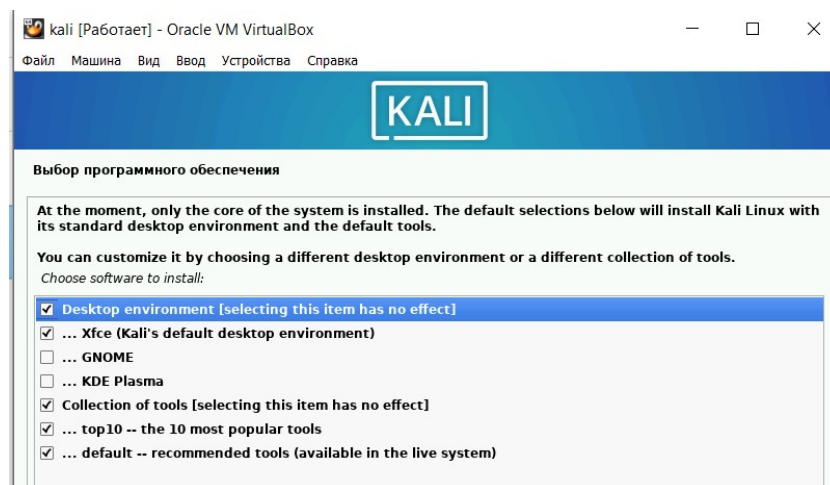 kali [Работает] - Oracle VM VirtualBox
Файл Машина Вид Ввод Устройства Справка
KALI
Выбор программного обеспечения
At the moment, only the core of the system is installed. The default selections below will install Kali Linux with
its standard desktop environment and the default tools.
You can customize it by choosing a different desktop environment or a different collection of tools.
Choose software to install:
Desktop environment [selecting this item has no effect]
... Xfce (Kali's default desktop environment)
... GNOME
... KDE Plasma
Collection of tools [selecting this item has no effect]
... top10 -- the 10 most popular tools
... default -- recommended tools (available in the live system)